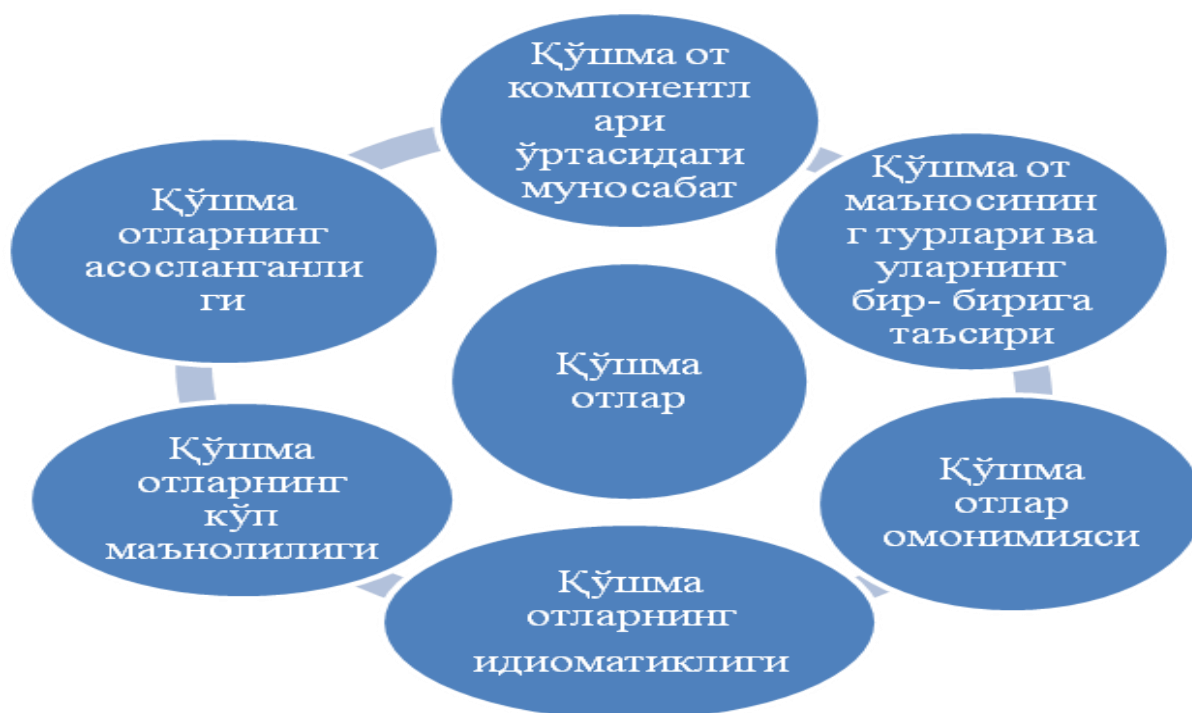 Қўшма от
компонентл
ари
ўртасидаги
муносабат
Қўшма от
маъносинин
г турлари ва
уларнинг
бир- бирига
таъсири
Қўшма
отлар
омонимияси
Қўшма
отларнинг
идиоматиклиги
Қўшма
отларнинг
кўп
маънолилиги
Қўшма
отларнинг
асосланганли
ги
Қўшма
отлар